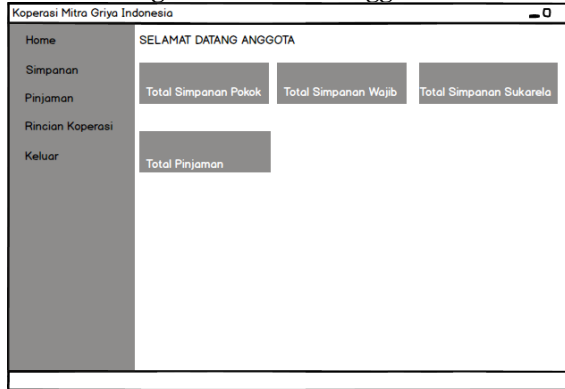 Koperasi Mitra Griya Indonesia
Home
Simpanan
Pinjaman
Rincian Koperasi
Keluar
SELAMAT DATANG ANGGOTA
Total Simpanan Pokok
Total Simpanan Wajib
Total Simpanan Sukarela
Total Pinjaman